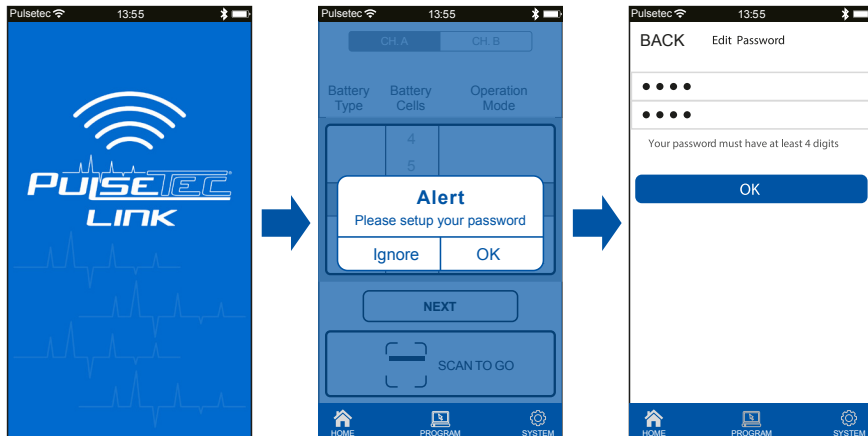 Pulsetec 13:55
PULSETEC
LINK
Pulsetec 13:55
CH. A CH. B
Battery Type Battery Cells Operation Mode
4
5
Alert
Please setup your password
Ignore OK
NEXT
SCAN TO GO
HOME PROGRAM SYSTEM
Pulsetec 13:55
BACK Edit Password
Your password must have at least 4 digits
OK
HOME PROGRAM SYSTEM